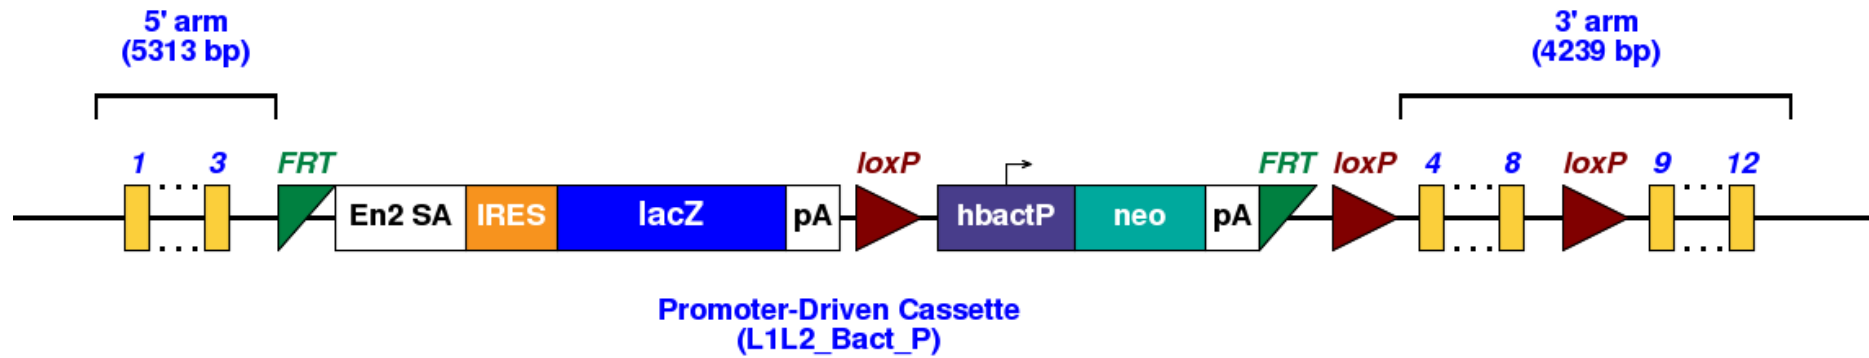 5' arm
(5313 bp)
3' arm
(4239 bp)
1 3 FRT loxP FRT loxP 4 8 loxP 9 12
... ... ... ...
En2 SA IRES lacZ pA hbactP neo pA
... ... ... ...
Promoter-Driven Cassette
(L1L2_Bact_P)